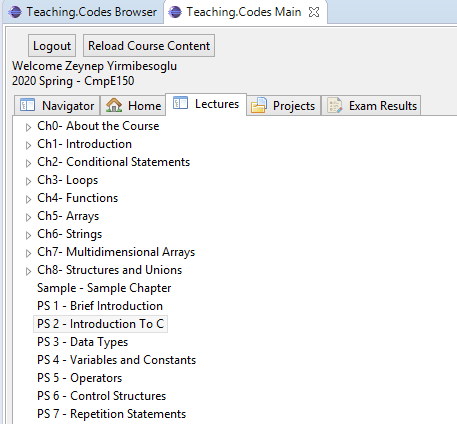 Teaching.Codes Browser Teaching.Codes Main
Logout Reload Course Content
Welcome Zeynep Yirmibesoglu
2020 Spring - CmpE150
Navigator Home Lectures Projects Exam Results
Ch0- About the Course
Ch1- Introduction
Ch2- Conditional Statements
Ch3- Loops
Ch4- Functions
Ch5- Arrays
Ch6- Strings
Ch7- Multidimensional Arrays
Ch8- Structures and Unions
Sample - Sample Chapter
PS 1 - Brief Introduction
PS 2 - Introduction To C
PS 3 - Data Types
PS 4 - Variables and Constants
PS 5 - Operators
PS 6 - Control Structures
PS 7 - Repetition Statements